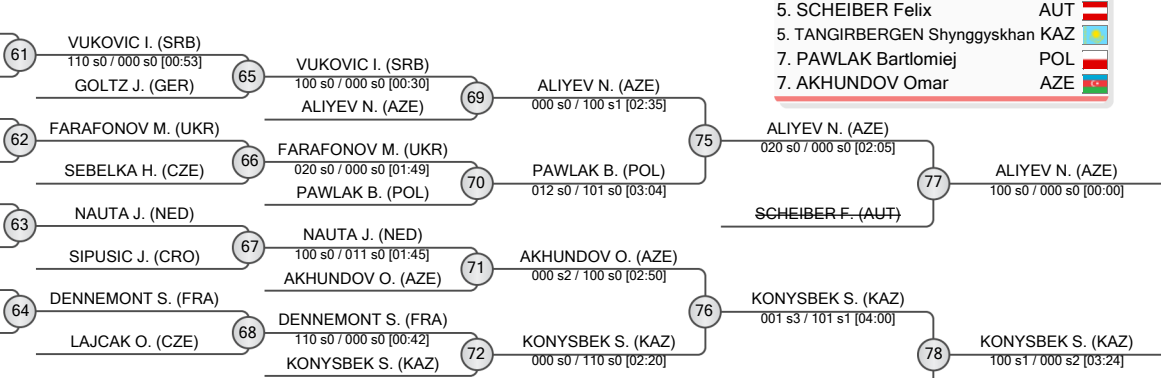 5. SCHEIBER Felix AUT
5. TANGIRBERGEN Shynggyskhan KAZ
7. PAWLAK Bartlomiej POL
7. AKHUNDOV Omar AZE
61
VUKOVIC I. (SRB)
110 s0 / 000 s0 [00:53]
GOLTZ J. (GER)
62
FARAFONOV M. (UKR)
SEBELKA H. (CZE)
63
NAUTA J. (NED)
SIPUSIC J. (CRO)
64
DENNEMONT S. (FRA)
LAJCAK O. (CZE)
65
VUKOVIC I. (SRB)
100 s0 / 000 s0 [00:30]
ALIYEV N. (AZE)
66
FARAFONOV M. (UKR)
020 s0 / 000 s0 [01:49]
PAWLAK B. (POL)
67
NAUTA J. (NED)
100 s0 / 011 s0 [01:45]
AKHUNDOV O. (AZE)
68
DENNEMONT S. (FRA)
110 s0 / 000 s0 [00:42]
KONYSBEK S. (KAZ)
69
ALIYEV N. (AZE)
000 s0 / 100 s1 [02:35]
70
PAWLAK B. (POL)
012 s0 / 101 s0 [03:04]
71
AKHUNDOV O. (AZE)
000 s2 / 100 s0 [02:50]
72
KONYSBEK S. (KAZ)
000 s0 / 110 s0 [02:20]
75
ALIYEV N. (AZE)
020 s0 / 000 s0 [02:05]
SCHEIBER F. (AUT)
76
KONYSBEK S. (KAZ)
001 s3 / 101 s1 [04:00]
77
ALIYEV N. (AZE)
100 s0 / 000 s0 [00:00]
78
KONYSBEK S. (KAZ)
100 s1 / 000 s2 [03:24]